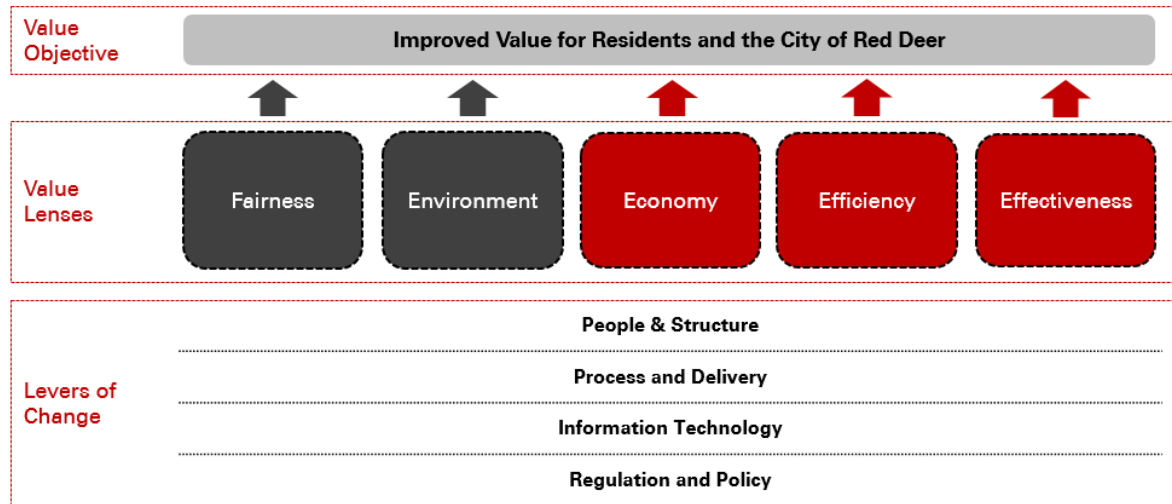 Value
Objective
Improved Value for Residents and the City of Red Deer
Value
Lenses
Fairness
Environment
Economy
Efficiency
Effectiveness
Levers of
Change
People & Structure
Process and Delivery
Information Technology
Regulation and Policy